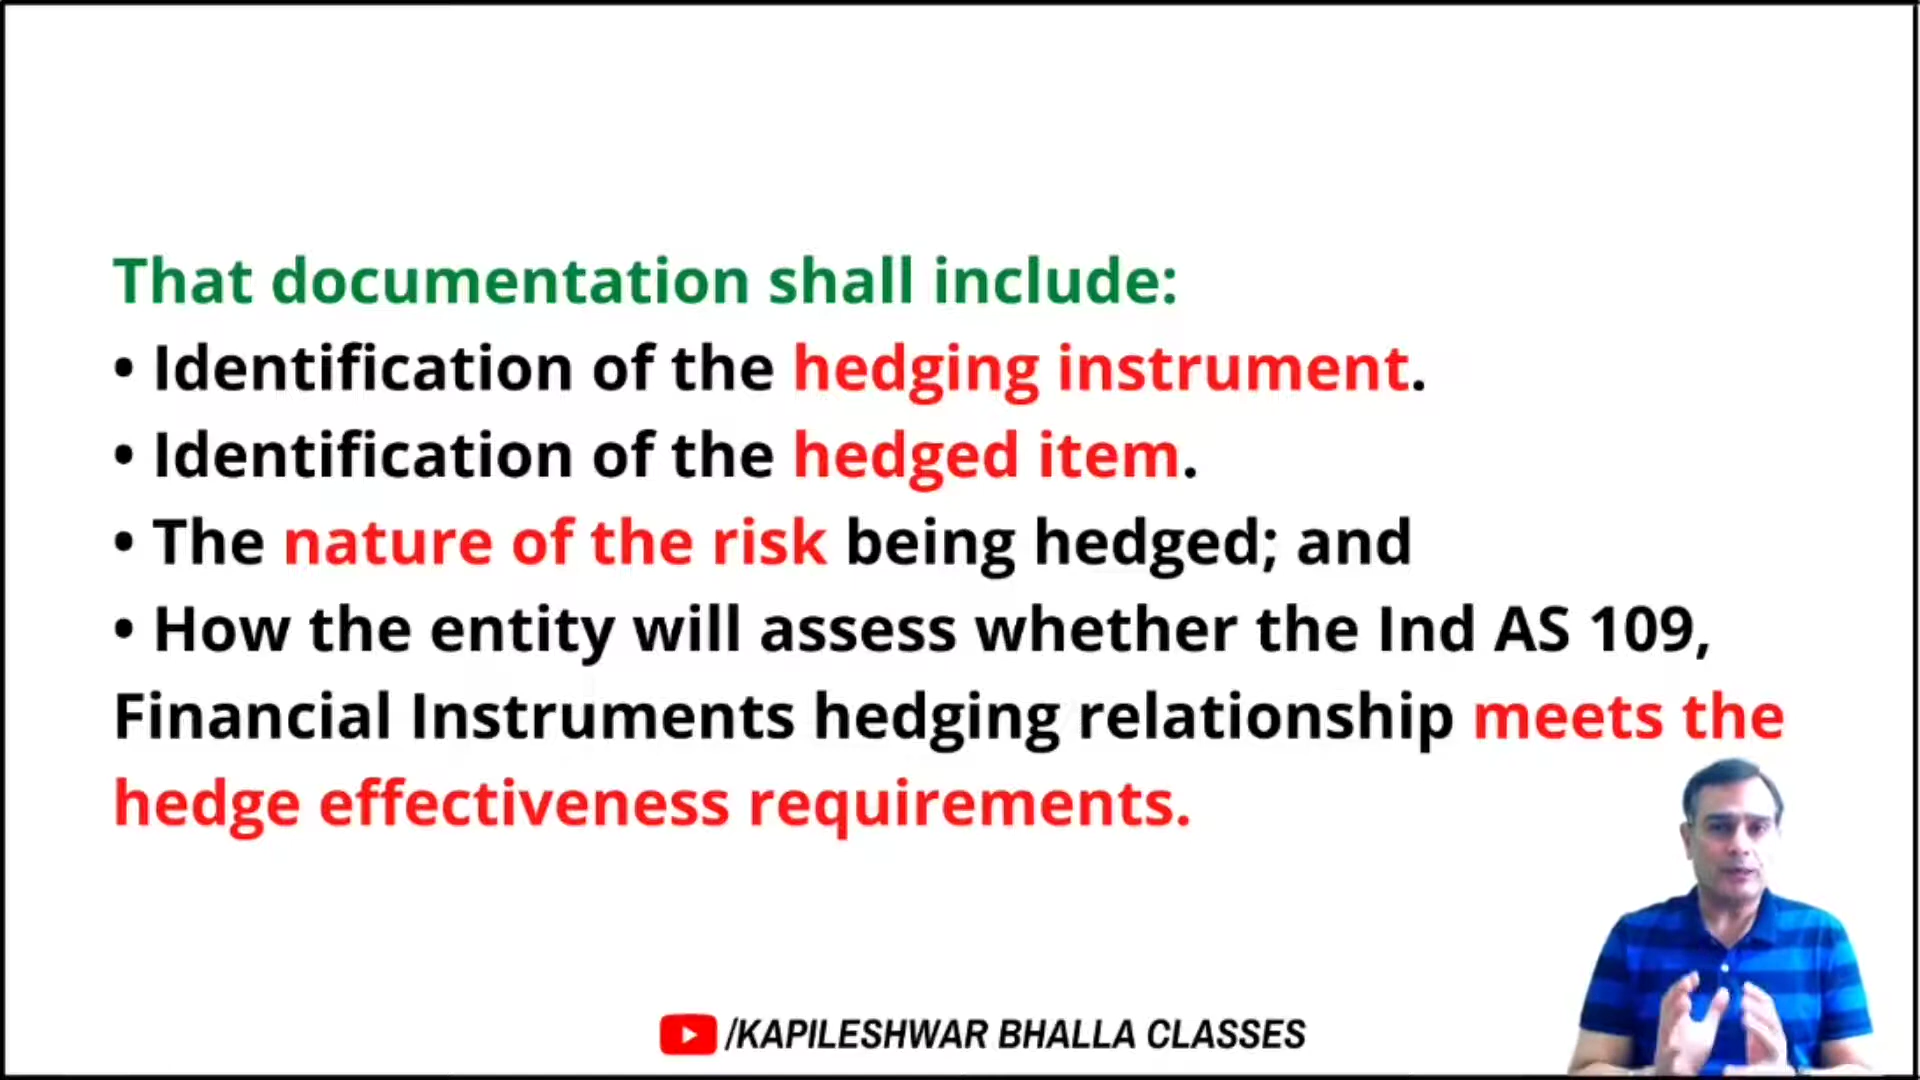 That documentation shall include:
• Identification of the hedging instrument.
• Identification of the hedged item.
• The nature of the risk being hedged; and
• How the entity will assess whether the Ind AS 109,
Financial Instruments hedging relationship meets the
hedge effectiveness requirements.
/KAPILESHWAR BHALLA CLASSES